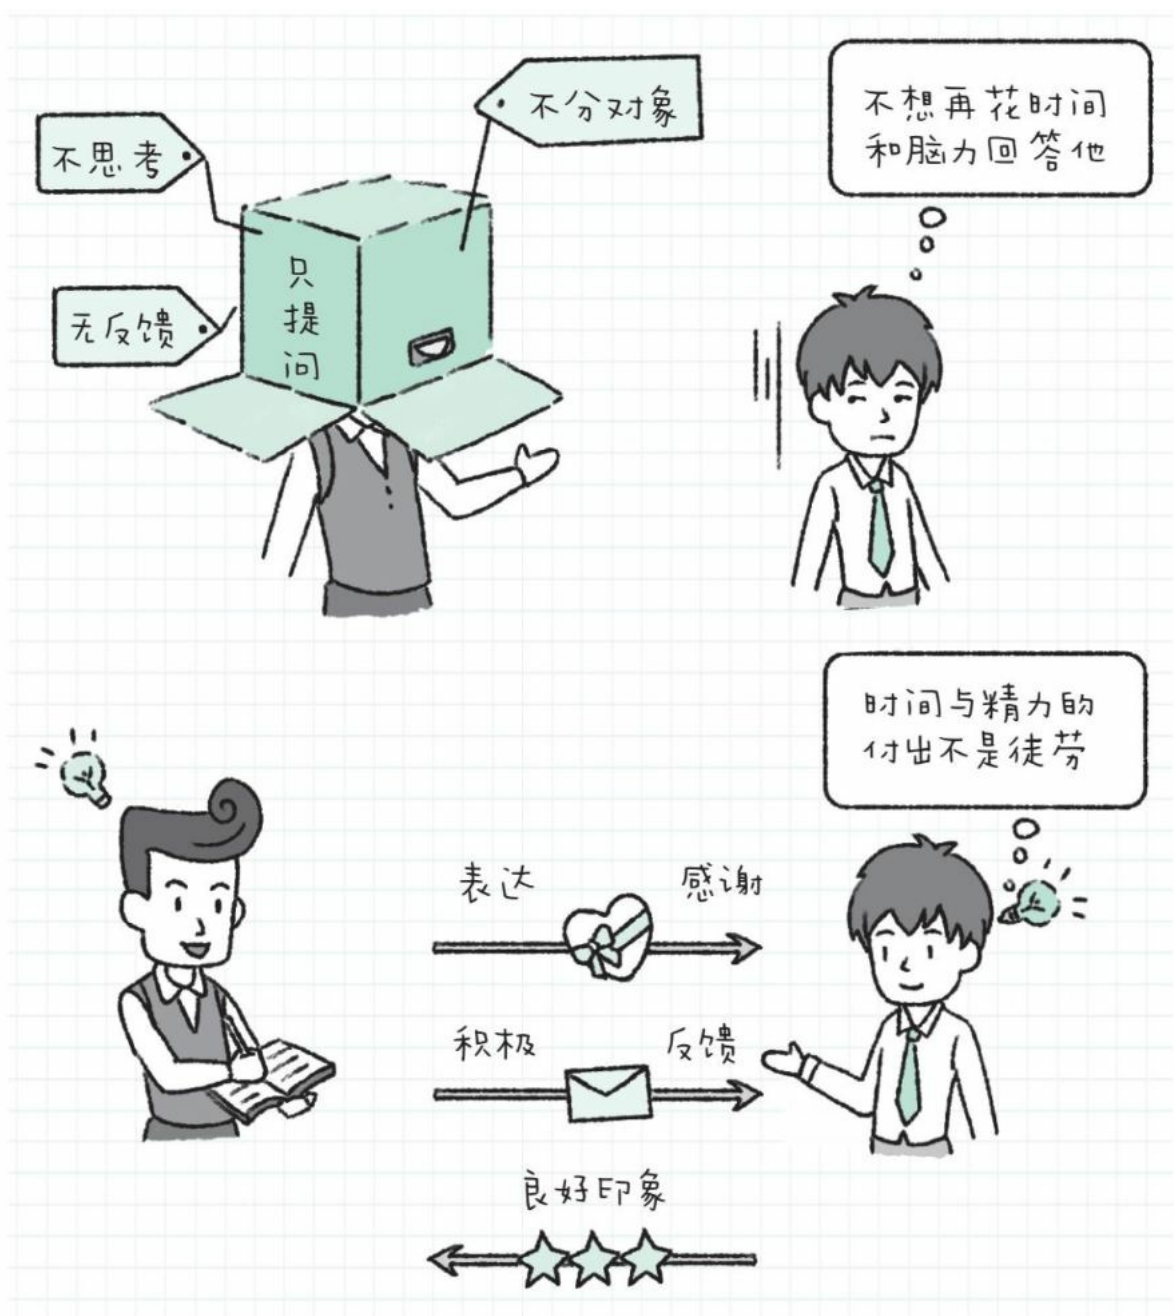 不分对象
不思考
无反馈
只提问
不想再花时间
和脑力回答他
时间与精力的
付出不是徒劳
表达 感谢
积极 反馈
良好印象